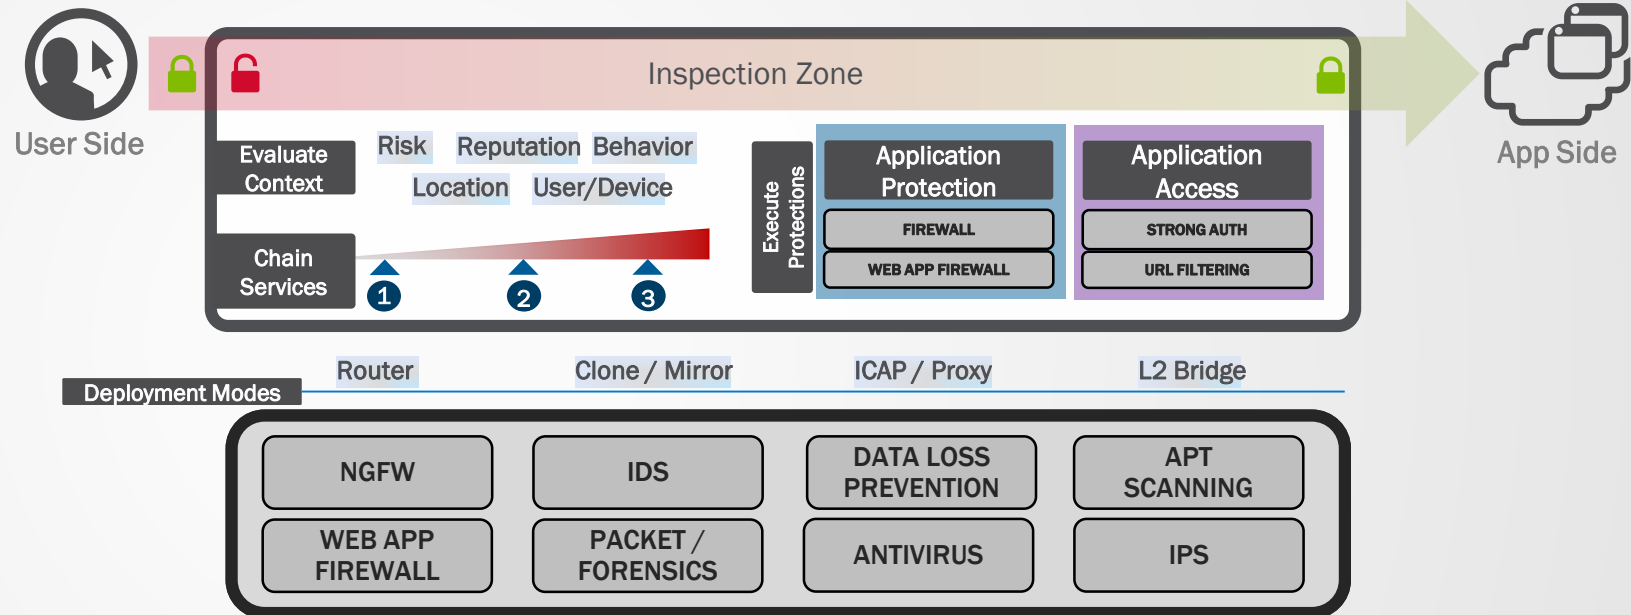 Inspection Zone
User Side
App Side
Evaluate
Context
Risk
Reputation
Behavior
Location
User/Device
Chain
Services
1
2
3
Execute
Protections
Application
Protection
FIREWALL
WEB APP FIREWALL
Application
Access
STRONG AUTH
URL FILTERING
Deployment Modes
Router
Clone / Mirror
ICAP / Proxy
L2 Bridge
NGFW
IDS
DATA LOSS
PREVENTION
APT
SCANNING
WEB APP
FIREWALL
PACKET /
FORENSICS
ANTIVIRUS
IPS